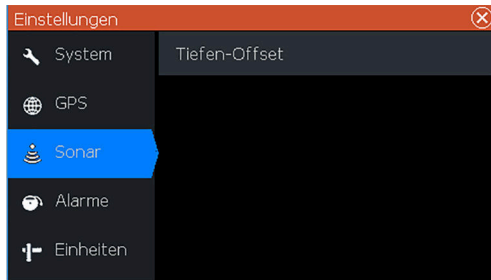 Einstellungen
System
Tiefen-Offset
GPS
Sonar
Alarme
Einheiten